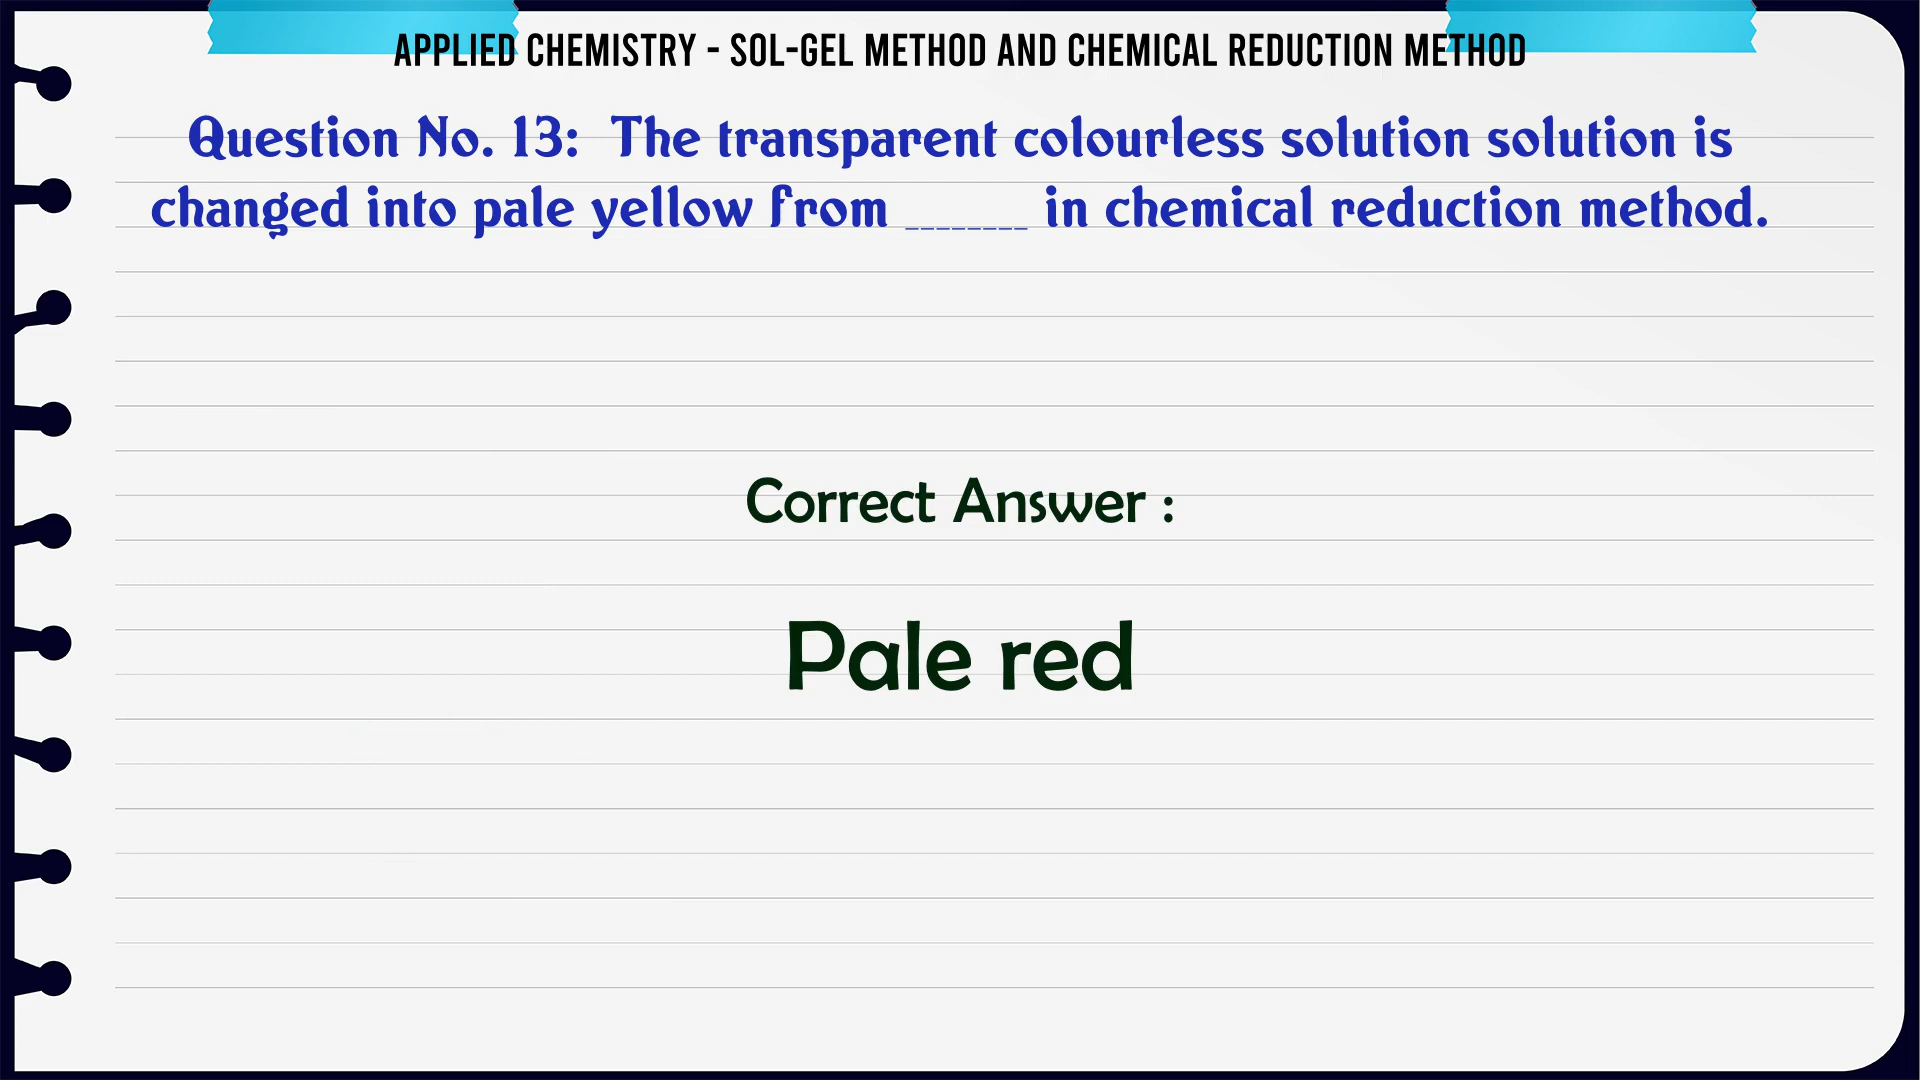 APPLIED CHEMISTRY - SOL-GEL METHOD AND CHEMICAL REDUCTION METHOD
Question No. 13: The transparent colourless solution solution is
changed into pale yellow from ________ in chemical reduction method.
Correct Answer :
Pale red